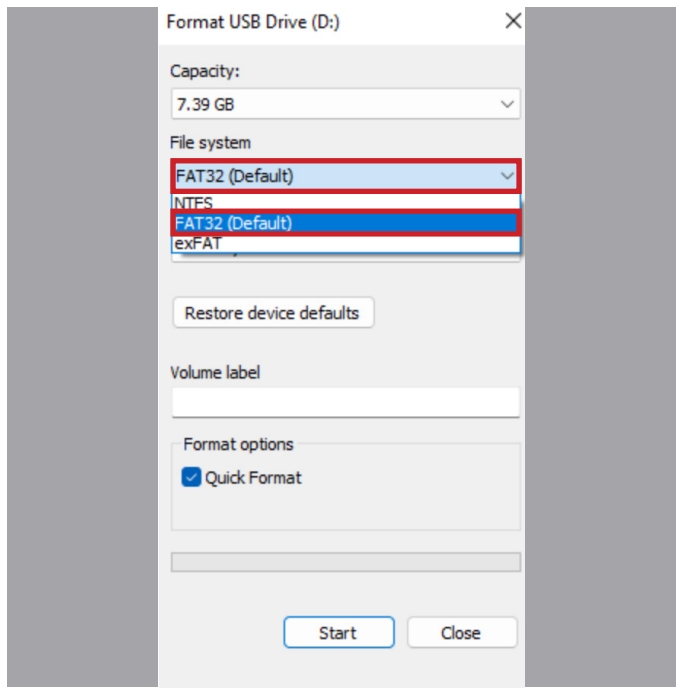 Format USB Drive (D:)
Capacity:
7.39 GB
File system
FAT32 (Default)
NTFS
FAT32 (Default)
exFAT
Restore device defaults
Volume label
Format options
Quick Format
Start
Close